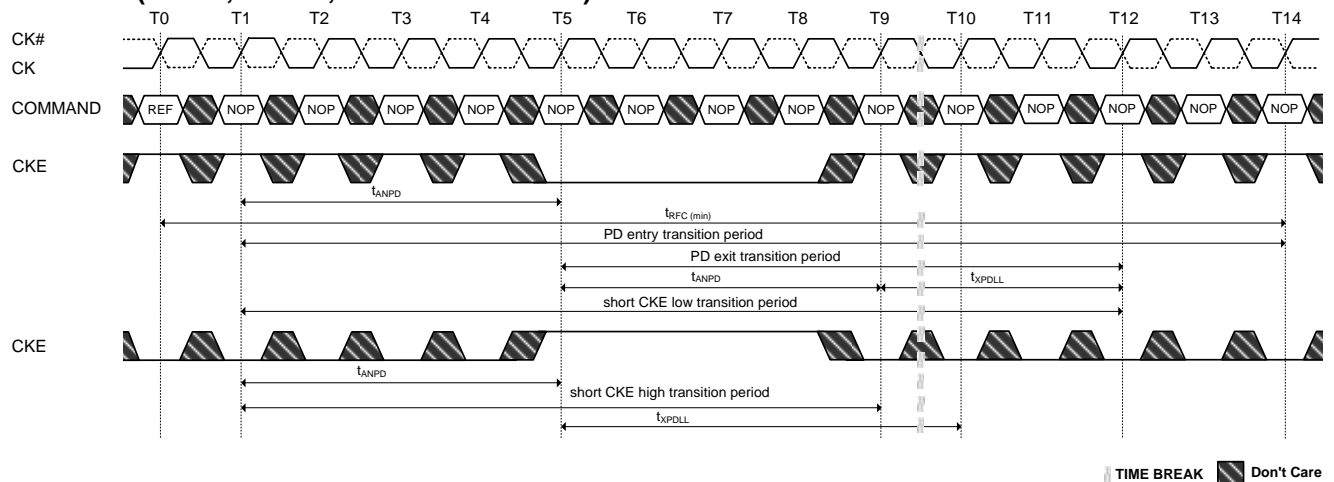 T0 T1 T2 T3 T4 T5 T6 T7 T8 T9 T10 T11 T12 T13 T14
CK#
CK
COMMAND REF NOP NOP NOP NOP NOP NOP NOP NOP NOP NOP NOP NOP NOP NOP
CKE
tANPD
tRFC (min)
PD entry transition period
PD exit transition period
tANPD tXPDLL
short CKE low transition period
CKE
tANPD
short CKE high transition period
tXPDLL
TIME BREAK Don't Care